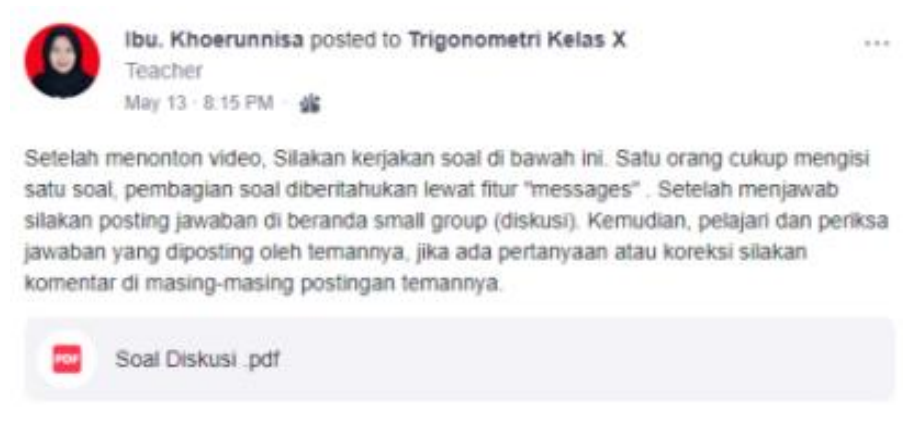 Ibu. Khoerunnisa posted to Trigonometri Kelas X
Teacher
May 13 · 8:15 PM ·
Setelah menonton video, Silakan kerjakan soal di bawah ini. Satu orang cukup mengisi
satu soal, pembagian soal diberitahukan lewat fitur "messages" . Setelah menjawab
silakan posting jawaban di beranda small group (diskusi). Kemudian, pelajari dan periksa
jawaban yang diposting oleh temannya, jika ada pertanyaan atau koreksi silakan
komentar di masing-masing postingan temannya.
PDF
Soal Diskusi .pdf